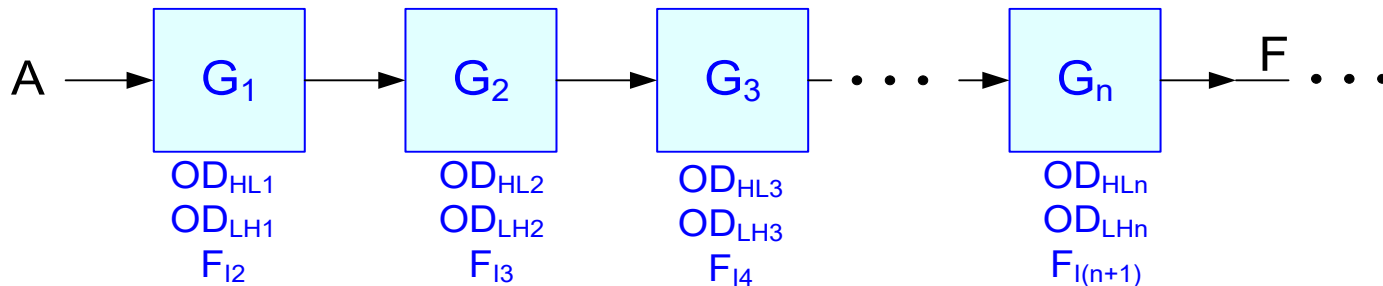 A G₁ G₂ G₃ • • • Gₙ F • • •
OD_HL1 OD_HL2 OD_HL3 OD_HLn
OD_LH1 OD_LH2 OD_LH3 OD_LHn
F_I2 F_I3 F_I4 F_I(n+1)